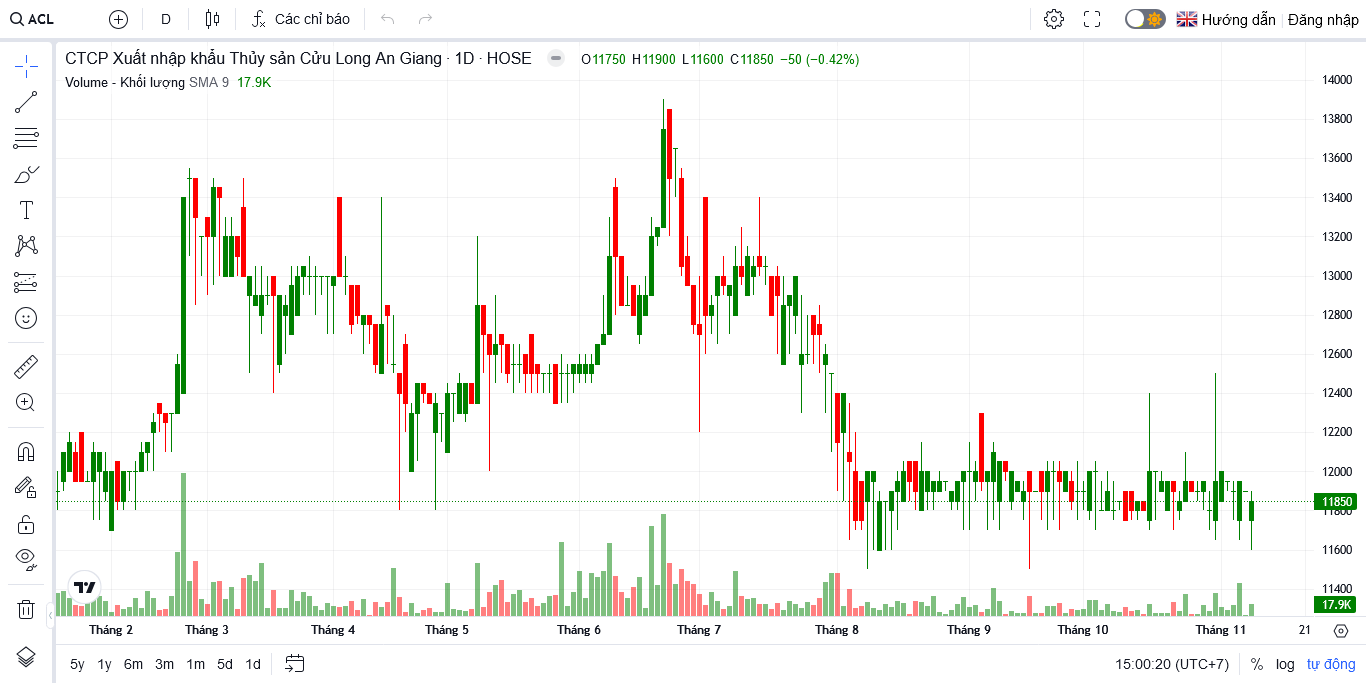 ACL D Các chỉ báo Hướng dẫn Đăng nhập
CTCP Xuất nhập khẩu Thủy sản Cửu Long An Giang · 1D · HOSE O11750 H11900 L11600 C11850 −50 (−0.42%)
Volume - Khối lượng SMA 9 17.9K
14000
13800
13600
13400
13200
13000
12800
12600
12400
12200
12000
11850
11800
11600
11400
17.9K
Tháng 2 Tháng 3 Tháng 4 Tháng 5 Tháng 6 Tháng 7 Tháng 8 Tháng 9 Tháng 10 Tháng 11 21
5y 1y 6m 3m 1m 5d 1d 15:00:20 (UTC+7) % log tự động